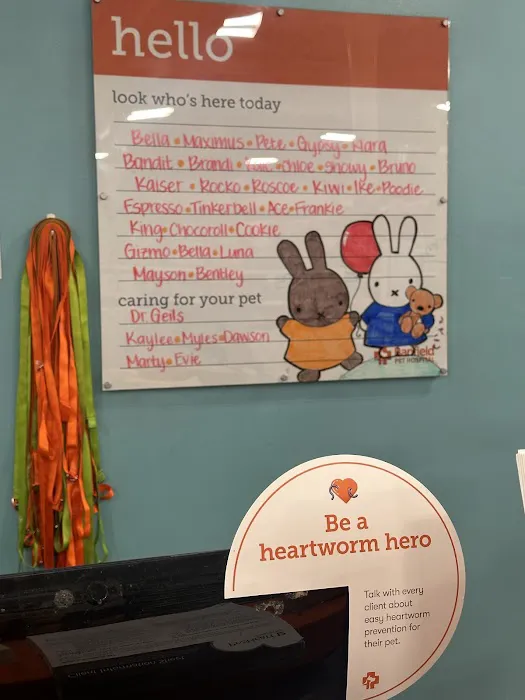 hello
look who's here today
Bella • Maximus • Pete • Gypsy • Kiara
Bandit • Brandi • • Chloe • Snowy • Bruno
Kaiser • Rocko • Roscoe • Kiwi • Ike • Poodie
Espresso • Tinkerbell • Ace • Frankie
King • Chocoroll • Cookie
Gizmo • Bella • Luna
Mayson • Bentley
caring for your pet
Dr Geils
Kaylee • Myles • Dawson
Marty • Evie
Banfield
PET HOSPITAL
Be a
heartworm hero
Talk with every
client about
easy heartworm
prevention for
their pet.